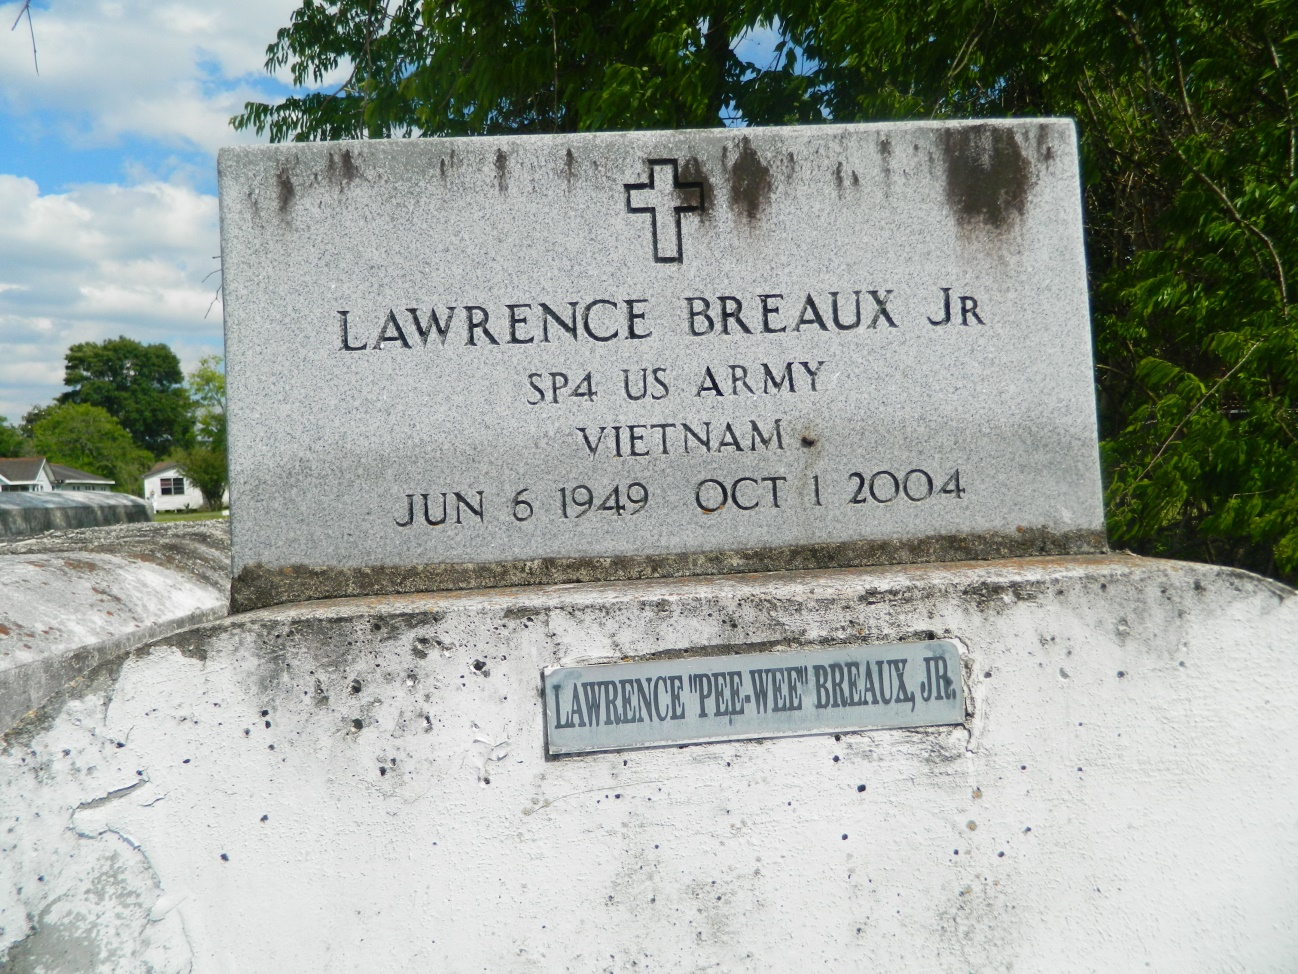 LAWRENCE BREAUX JR
SP4 US ARMY
VIETNAM
JUN 6 1949 OCT 1 2004
LAWRENCE "PEE-WEE" BREAUX, JR.